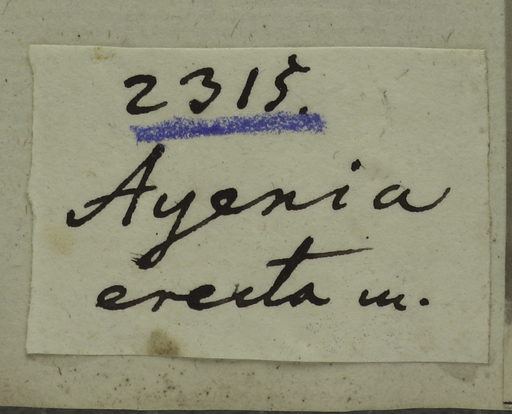 2315.
Ayenia
erecta m.